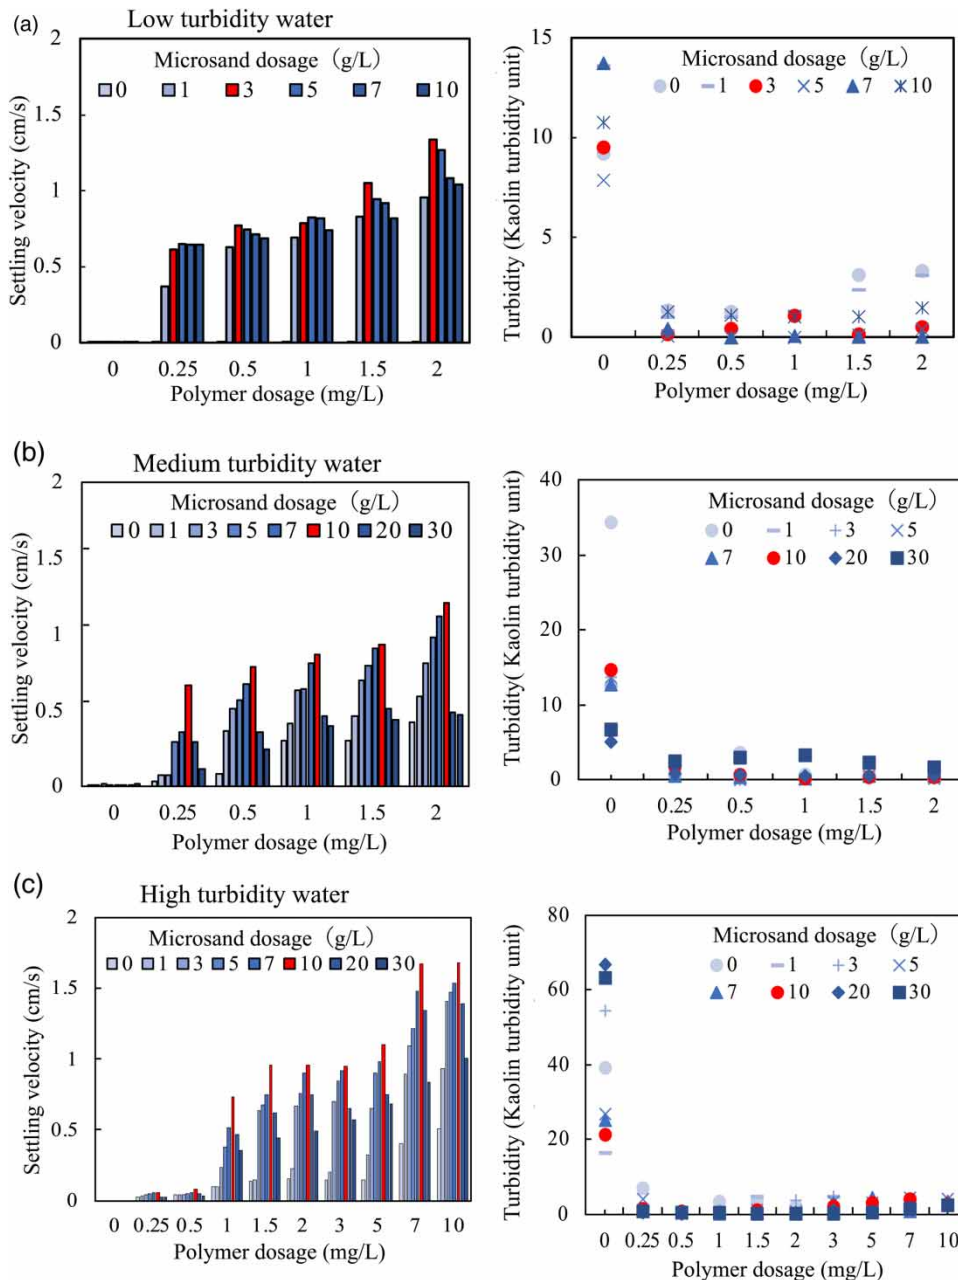 (a)
Low turbidity water
Settling velocity (cm/s)
2
1.5
1
0.5
0
Microsand dosage (g/L)
0 1 3 5 7 10
0 0.25 0.5 1 1.5 2
Polymer dosage (mg/L)
Turbidity (Kaolin turbidity unit)
15
10
5
0
Microsand dosage (g/L)
0 1 3 5 7 10
0 0.25 0.5 1 1.5 2
Polymer dosage (mg/L)
(b)
Medium turbidity water
Settling velocity (cm/s)
2
1.5
1
0.5
0
Microsand dosage (g/L)
0 1 3 5 7 10 20 30
0 0.25 0.5 1 1.5 2
Polymer dosage (mg/L)
Turbidity( Kaolin turbidity unit)
40
30
20
10
0
Microsand dosage (g/L)
0 1 3 5
7 10 20 30
0 0.25 0.5 1 1.5 2
Polymer dosage (mg/L)
(c)
High turbidity water
Settling velocity (cm/s)
2
1.5
1
0.5
0
Microsand dosage (g/L)
0 1 3 5 7 10 20 30
0 0.25 0.5 1 1.5 2 3 5 7 10
Polymer dosage (mg/L)
Turbidity (Kaolin turbidity unit)
80
60
40
20
0
Microsand dosage (g/L)
0 1 3 5
7 10 20 30
0 0.25 0.5 1 1.5 2 3 5 7 10
Polymer dosage (mg/L)